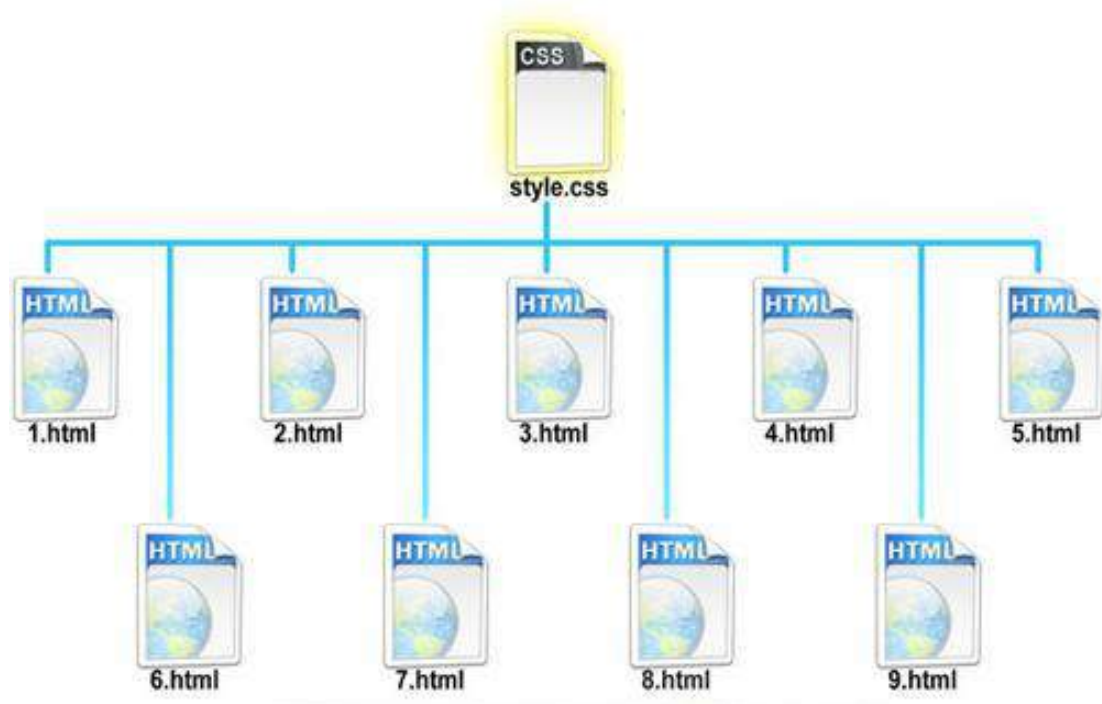 CSS
style.css
HTML HTML HTML HTML HTML
1.html 2.html 3.html 4.html 5.html
HTML HTML HTML HTML
6.html 7.html 8.html 9.html